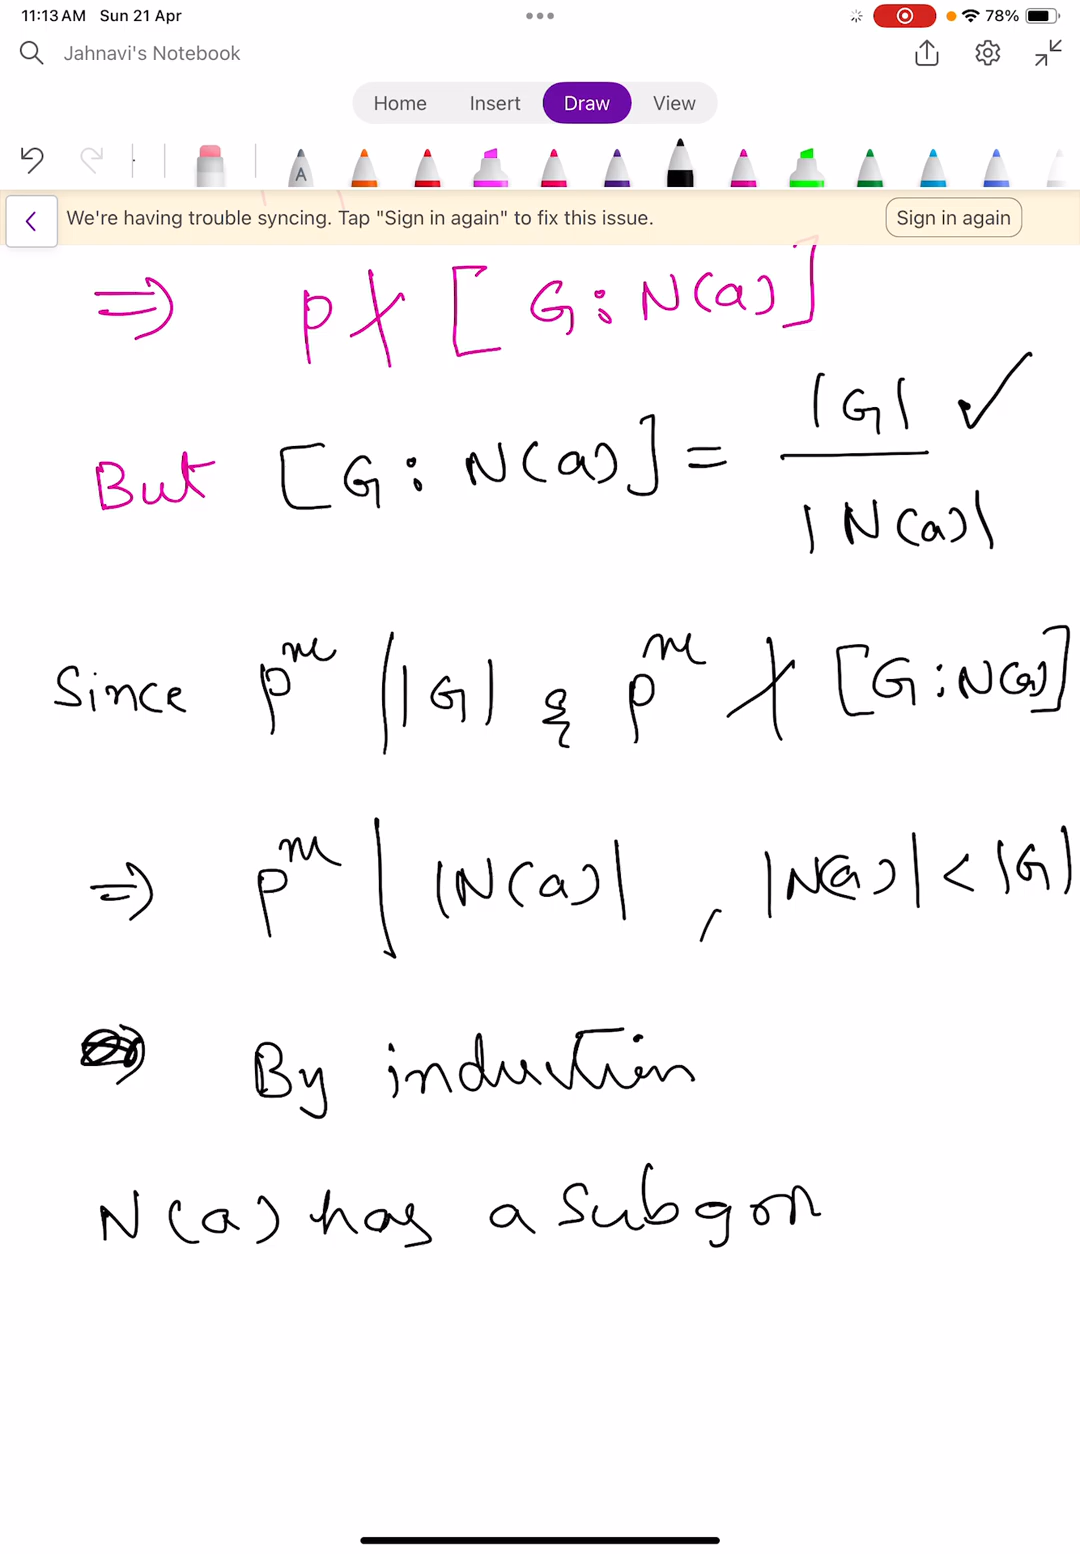 11:13 AM Sun 21 Apr 78%
Jahnavi's Notebook
Home Insert Draw View
A
We're having trouble syncing. Tap "Sign in again" to fix this issue. Sign in again
⇒ p ∤ [G : N(a)]
But [G : N(a)] = |G| / |N(a)| ✓
Since p^m | |G| & p^m ∤ [G : N(a)]
⇒ p^m | |N(a)| , |N(a)| < |G|
By induction
N(a) has a subgon